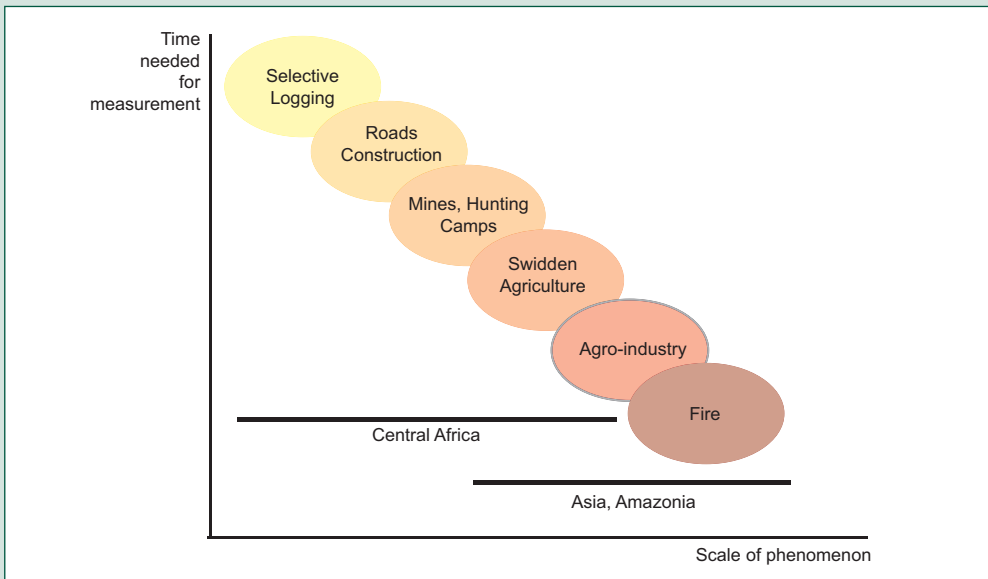 Time
needed
for
measurement
Selective
Logging
Roads
Construction
Mines, Hunting
Camps
Swidden
Agriculture
Agro-industry
Fire
Central Africa
Asia, Amazonia
Scale of phenomenon